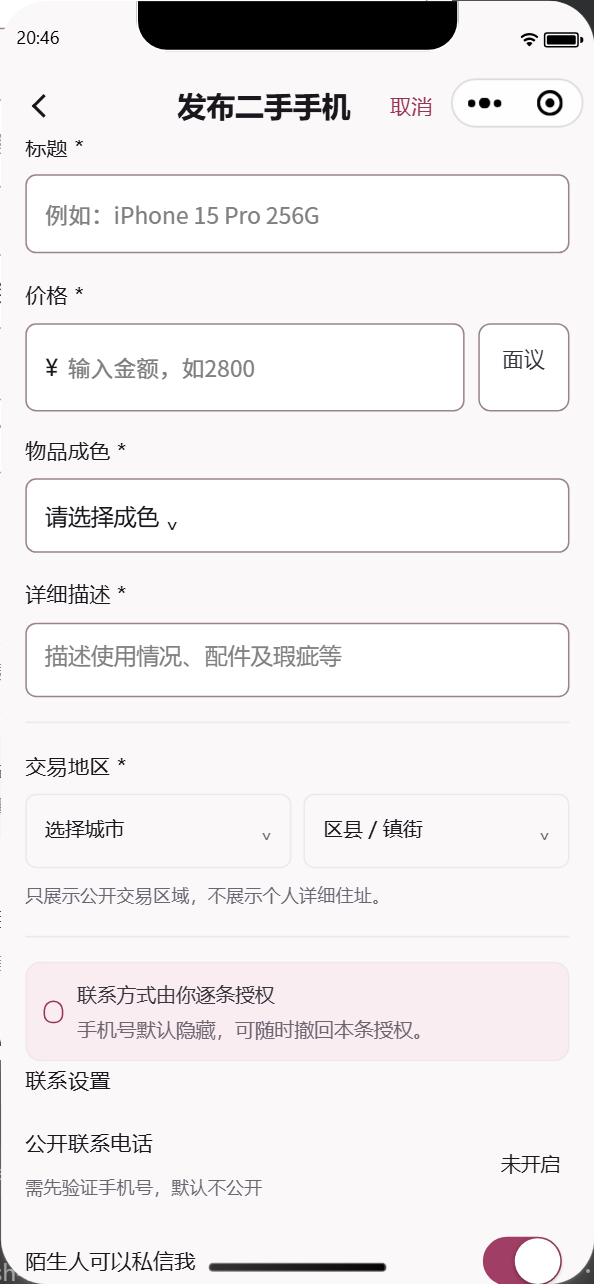 20:46
发布二手手机
取消
标题 *
例如：iPhone 15 Pro 256G
价格 *
¥ 输入金额，如2800
面议
物品成色 *
请选择成色
详细描述 *
描述使用情况、配件及瑕疵等
交易地区 *
选择城市
区县 / 镇街
只展示公开交易区域，不展示个人详细住址。
联系方式由你逐条授权
手机号默认隐藏，可随时撤回本条授权。
联系设置
公开联系电话
未开启
需先验证手机号，默认不公开
陌生人可以私信我